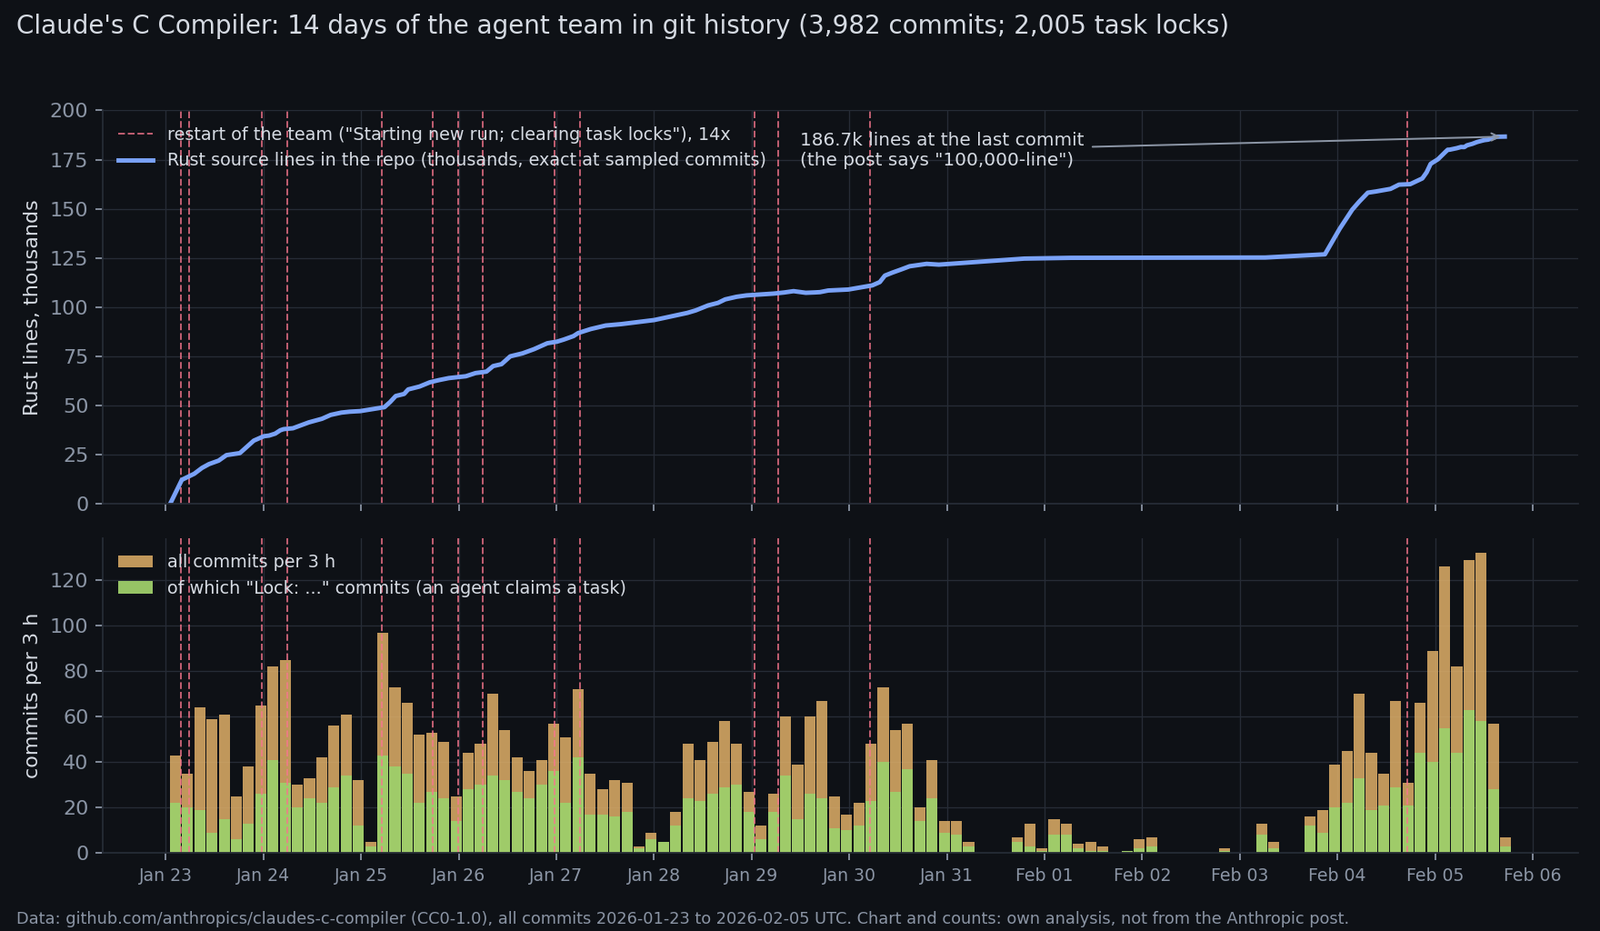 Claude's C Compiler: 14 days of the agent team in git history (3,982 commits; 2,005 task locks)
200
175
150
125
100
75
50
25
0
Rust lines, thousands
restart of the team ("Starting new run; clearing task locks"), 14x
Rust source lines in the repo (thousands, exact at sampled commits)
186.7k lines at the last commit
(the post says "100,000-line")
120
100
80
60
40
20
0
commits per 3 h
all commits per 3 h
of which "Lock: ..." commits (an agent claims a task)
Jan 23 Jan 24 Jan 25 Jan 26 Jan 27 Jan 28 Jan 29 Jan 30 Jan 31 Feb 01 Feb 02 Feb 03 Feb 04 Feb 05 Feb 06
Data: github.com/anthropics/claudes-c-compiler (CC0-1.0), all commits 2026-01-23 to 2026-02-05 UTC. Chart and counts: own analysis, not from the Anthropic post.